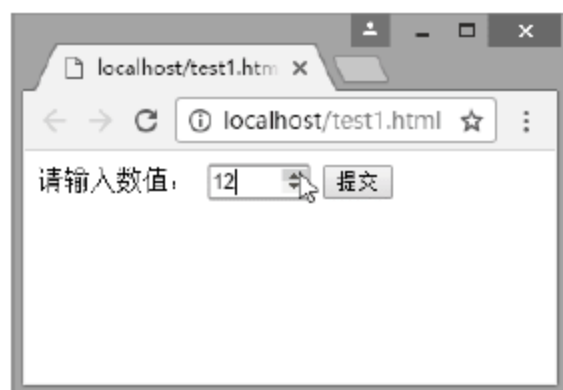 localhost/test1.htm
localhost/test1.html
请输入数值： 12 提交